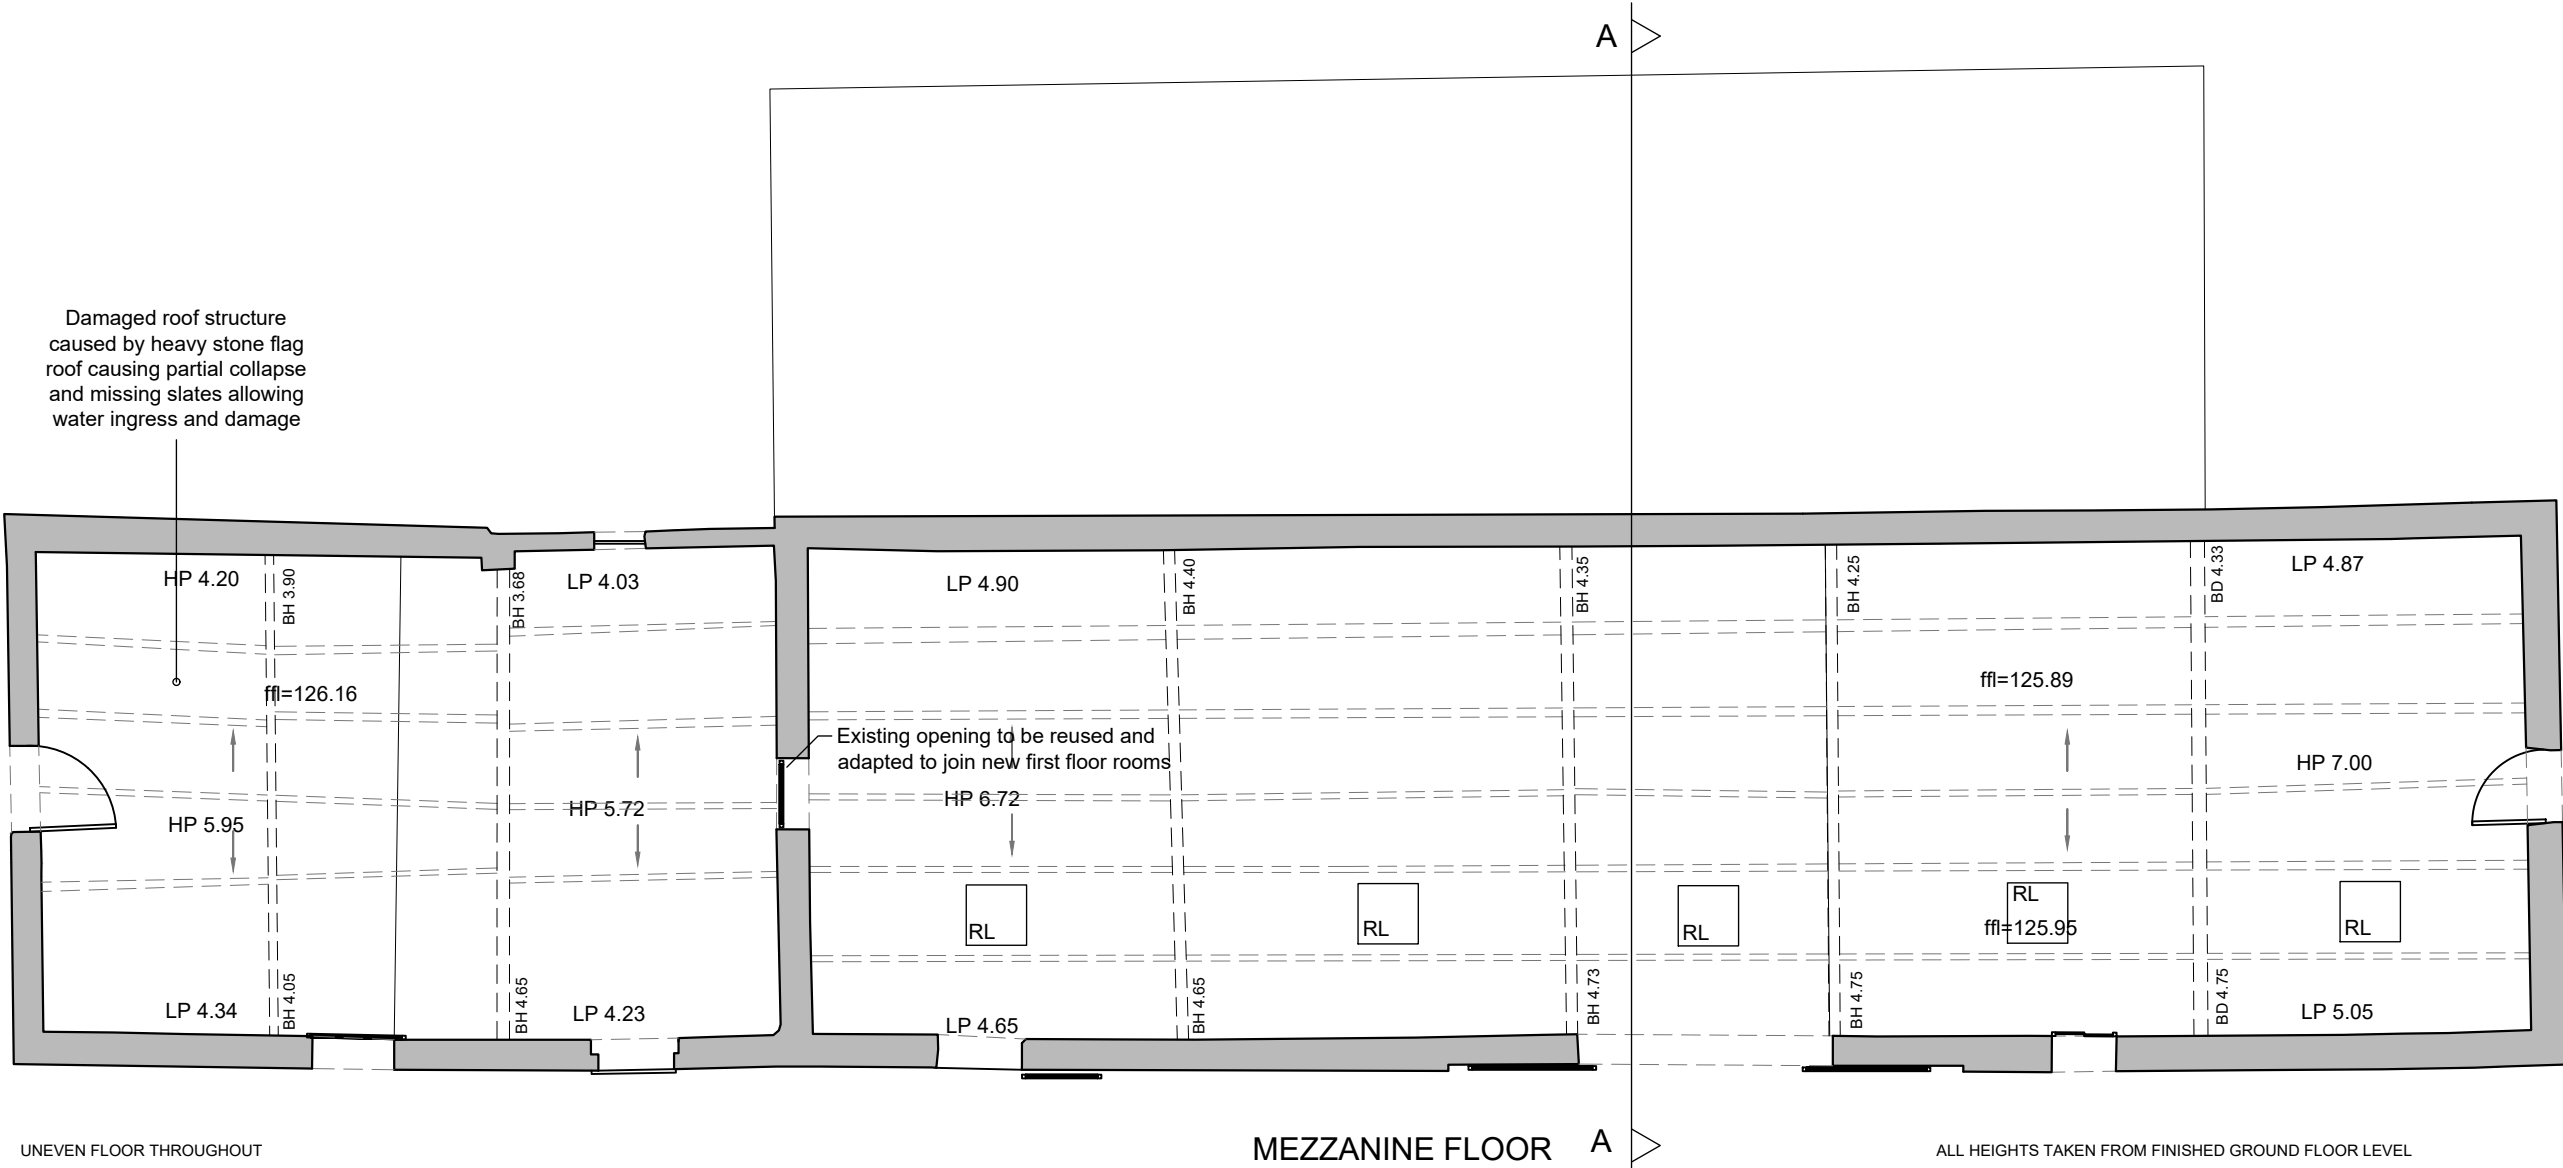 A
Damaged roof structure
caused by heavy stone flag
roof causing partial collapse
and missing slates allowing
water ingress and damage
HP 4.20
BH 3.90
BH 3.68
LP 4.03
LP 4.90
BH 4.40
BH 4.35
BH 4.25
BD 4.33
LP 4.87
ffl=126.16
ffl=125.89
Existing opening to be reused and
adapted to join new first floor rooms
HP 7.00
HP 5.95
HP 5.72
HP 6.72
RL
RL
RL
RL
ffl=125.95
RL
LP 4.34
BH 4.05
BH 4.65
LP 4.23
LP 4.65
BH 4.65
BH 4.73
BH 4.75
BD 4.75
LP 5.05
UNEVEN FLOOR THROUGHOUT
MEZZANINE FLOOR
A
ALL HEIGHTS TAKEN FROM FINISHED GROUND FLOOR LEVEL